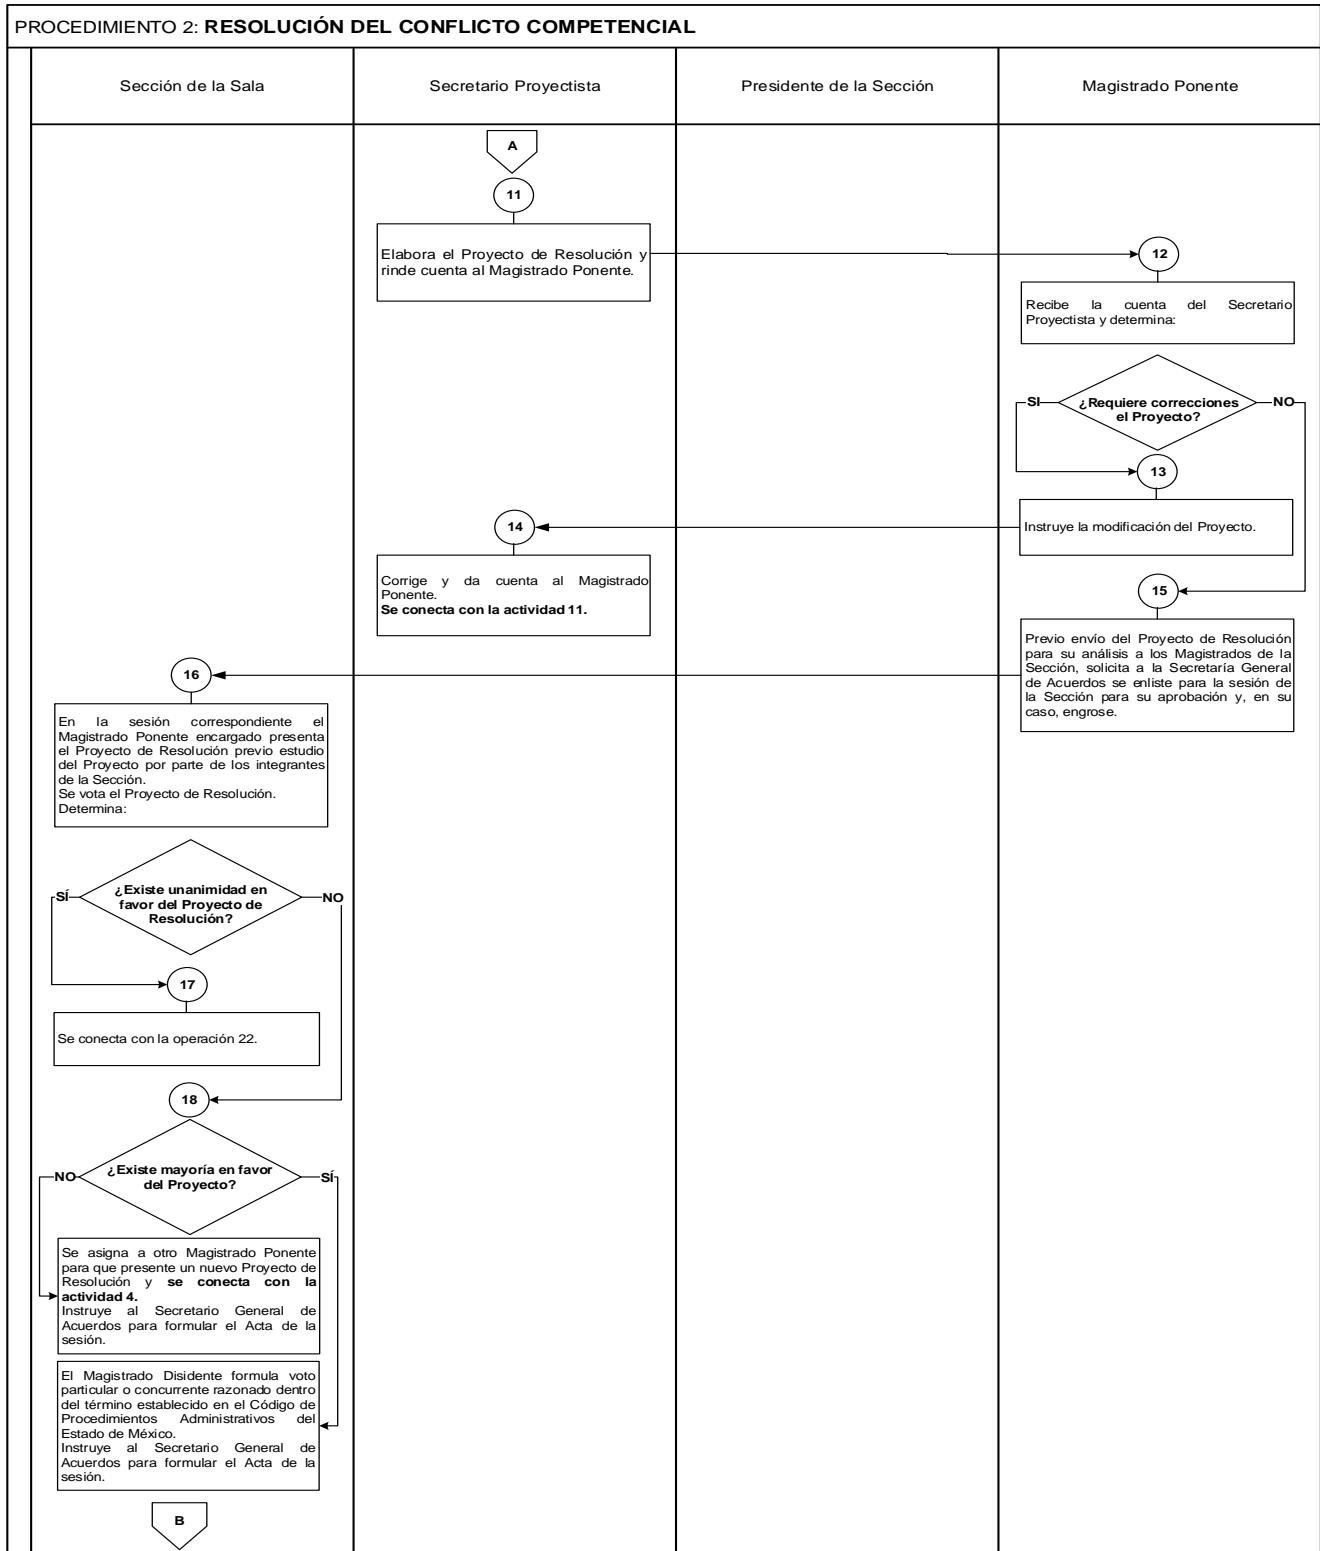 PROCEDIMIENTO 2: RESOLUCIÓN DEL CONFLICTO COMPETENCIAL
Sección de la Sala
Secretario Proyectista
Presidente de la Sección
Magistrado Ponente
A
11
Elabora el Proyecto de Resolución y
rinde cuenta al Magistrado Ponente.
12
Recibe la cuenta del Secretario
Proyectista y determina:
SI
¿Requiere correcciones
el Proyecto?
NO
13
Instruye la modificación del Proyecto.
14
Corrige y da cuenta al Magistrado
Ponente.
Se conecta con la actividad 11.
15
Previo envío del Proyecto de Resolución
para su análisis a los Magistrados de la
Sección, solicita a la Secretaría General
de Acuerdos se enliste para la sesión de
la Sección para su aprobación y, en su
caso, engrose.
16
En la sesión correspondiente el
Magistrado Ponente encargado presenta
el Proyecto de Resolución previo estudio
del Proyecto por parte de los integrantes
de la Sección.
Se vota el Proyecto de Resolución.
Determina:
SÍ
¿Existe unanimidad en
favor del Proyecto de
Resolución?
NO
17
Se conecta con la operación 22.
18
NO
¿Existe mayoría en favor
del Proyecto?
SÍ
Se asigna a otro Magistrado Ponente
para que presente un nuevo Proyecto de
Resolución y se conecta con la
actividad 4.
Instruye al Secretario General de
Acuerdos para formular el Acta de la
sesión.
El Magistrado Disidente formula voto
particular o concurrente razonado dentro
del término establecido en el Código de
Procedimientos Administrativos del
Estado de México.
Instruye al Secretario General de
Acuerdos para formular el Acta de la
sesión.
B